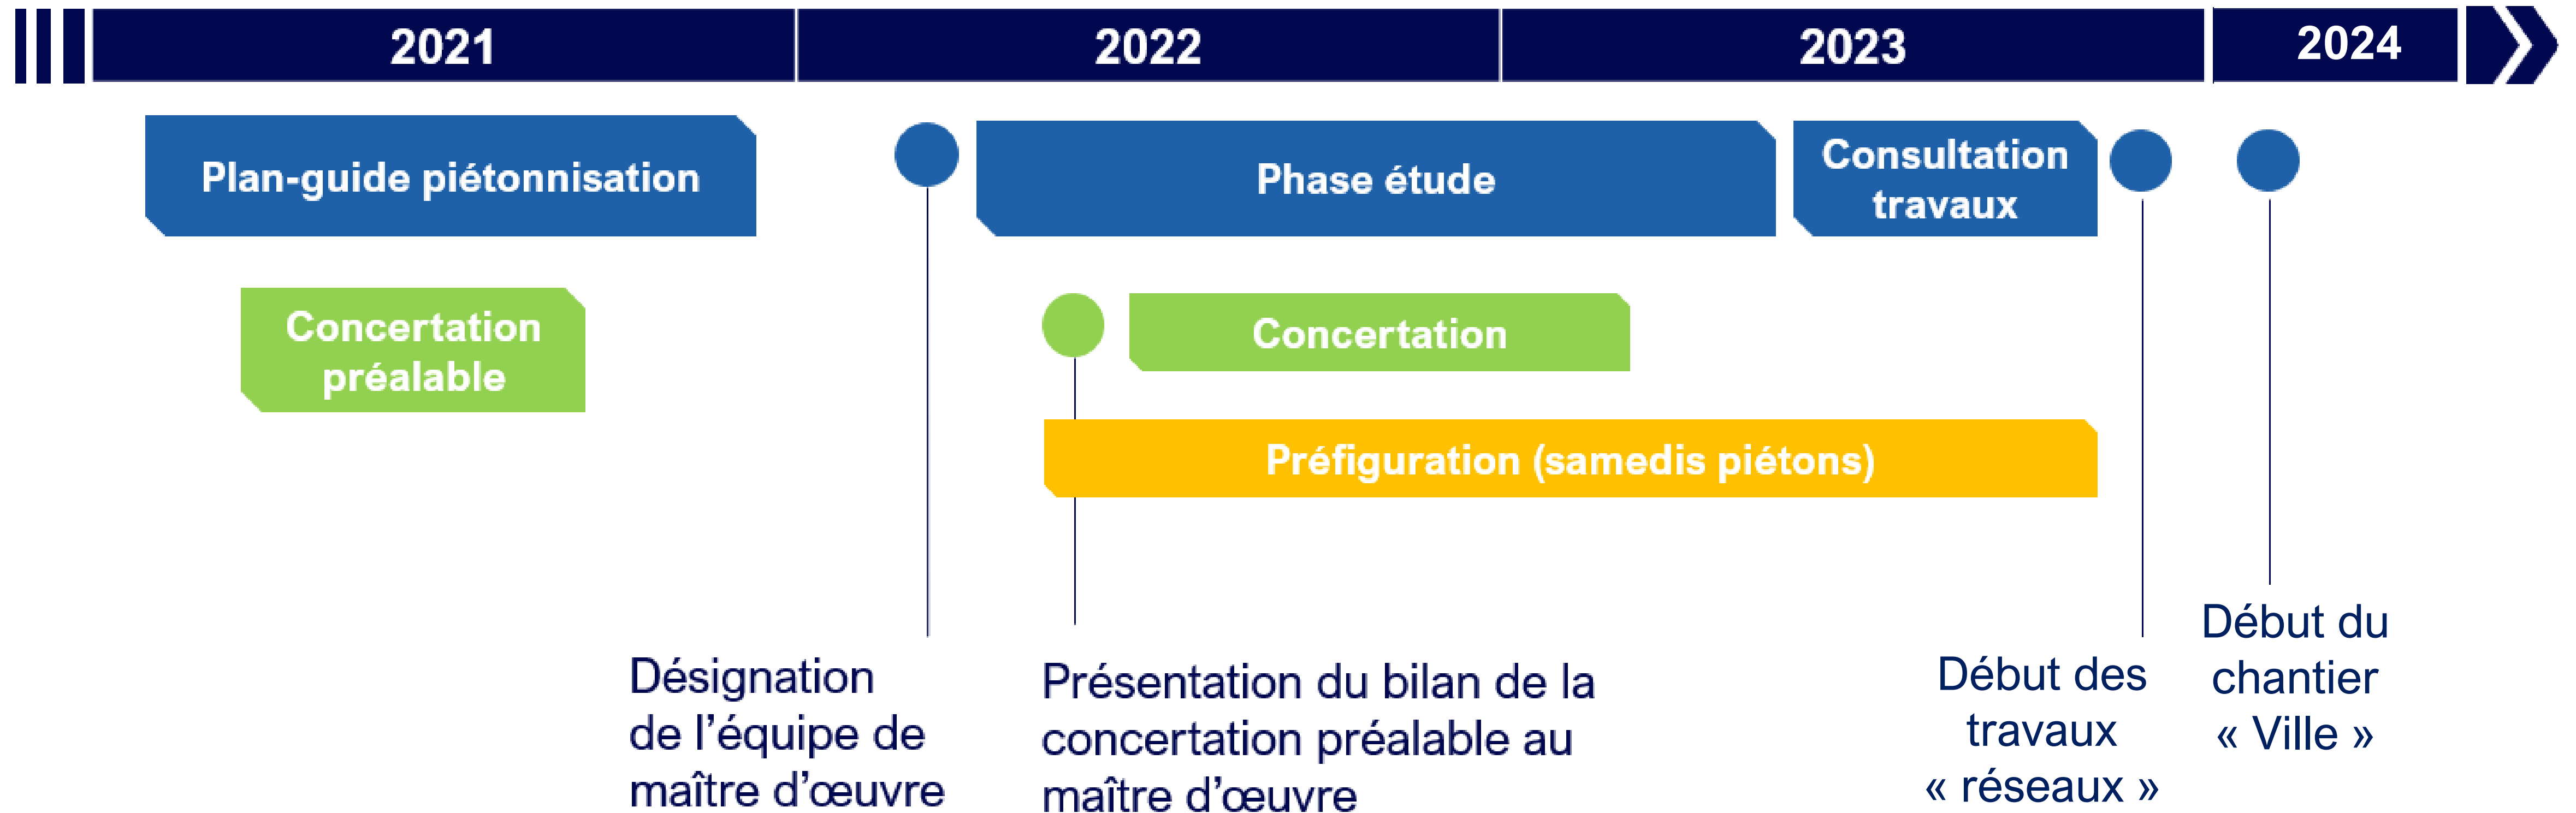 2021
2022
2023
2024
Plan-guide piétonnisation
Phase étude
Consultation
travaux
Concertation
préalable
Concertation
Préfiguration (samedis piétons)
Désignation
de l’équipe de
maître d’œuvre
Présentation du bilan de la
concertation préalable au
maître d’œuvre
Début des
travaux
« réseaux »
Début du
chantier
« Ville »